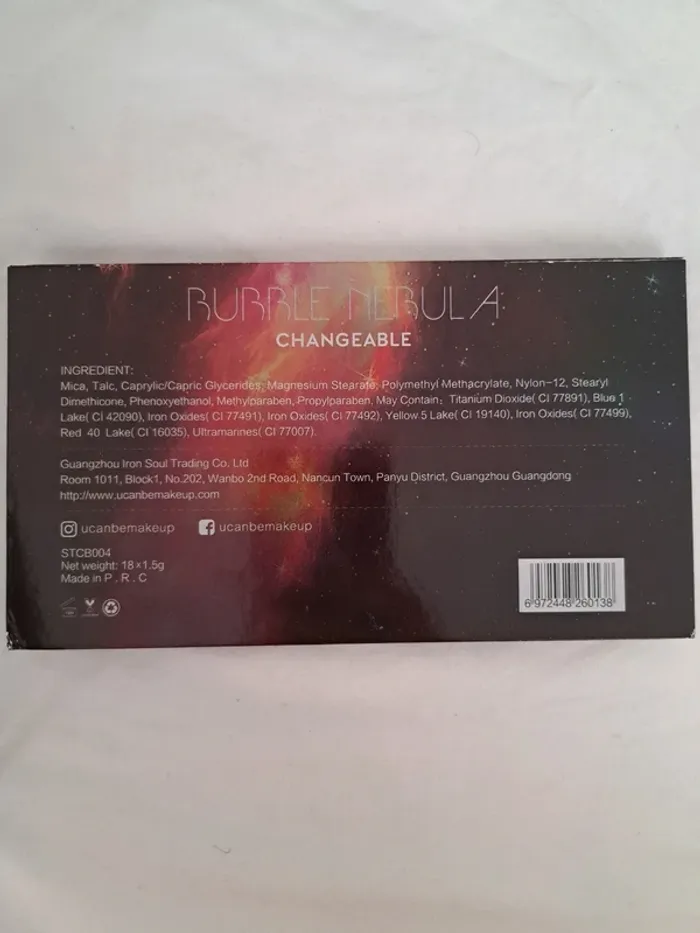 BUBBLE NEBULA
CHANGEABLE
INGREDIENT:
Mica, Talc, Caprylic/Capric Glycerides, Magnesium Stearate, Polymethyl Methacrylate, Nylon-12, Stearyl
Dimethicone, Phenoxyethanol, Methylparaben, Propylparaben, May Contain: Titanium Dioxide( CI 77891), Blue 1
Lake( CI 42090), Iron Oxides( CI 77491), Iron Oxides( CI 77492), Yellow 5 Lake( CI 19140), Iron Oxides( CI 77499),
Red 40 Lake( CI 16035), Ultramarines( CI 77007).
Guangzhou Iron Soul Trading Co. Ltd
Room 1011, Block1, No.202, Wanbo 2nd Road, Nancun Town, Panyu District, Guangzhou Guangdong
http://www.ucanbemakeup.com
ucanbemakeup ucanbemakeup
STCB004
Net weight: 18×1.5g
Made in P . R . C
6 972448 260138